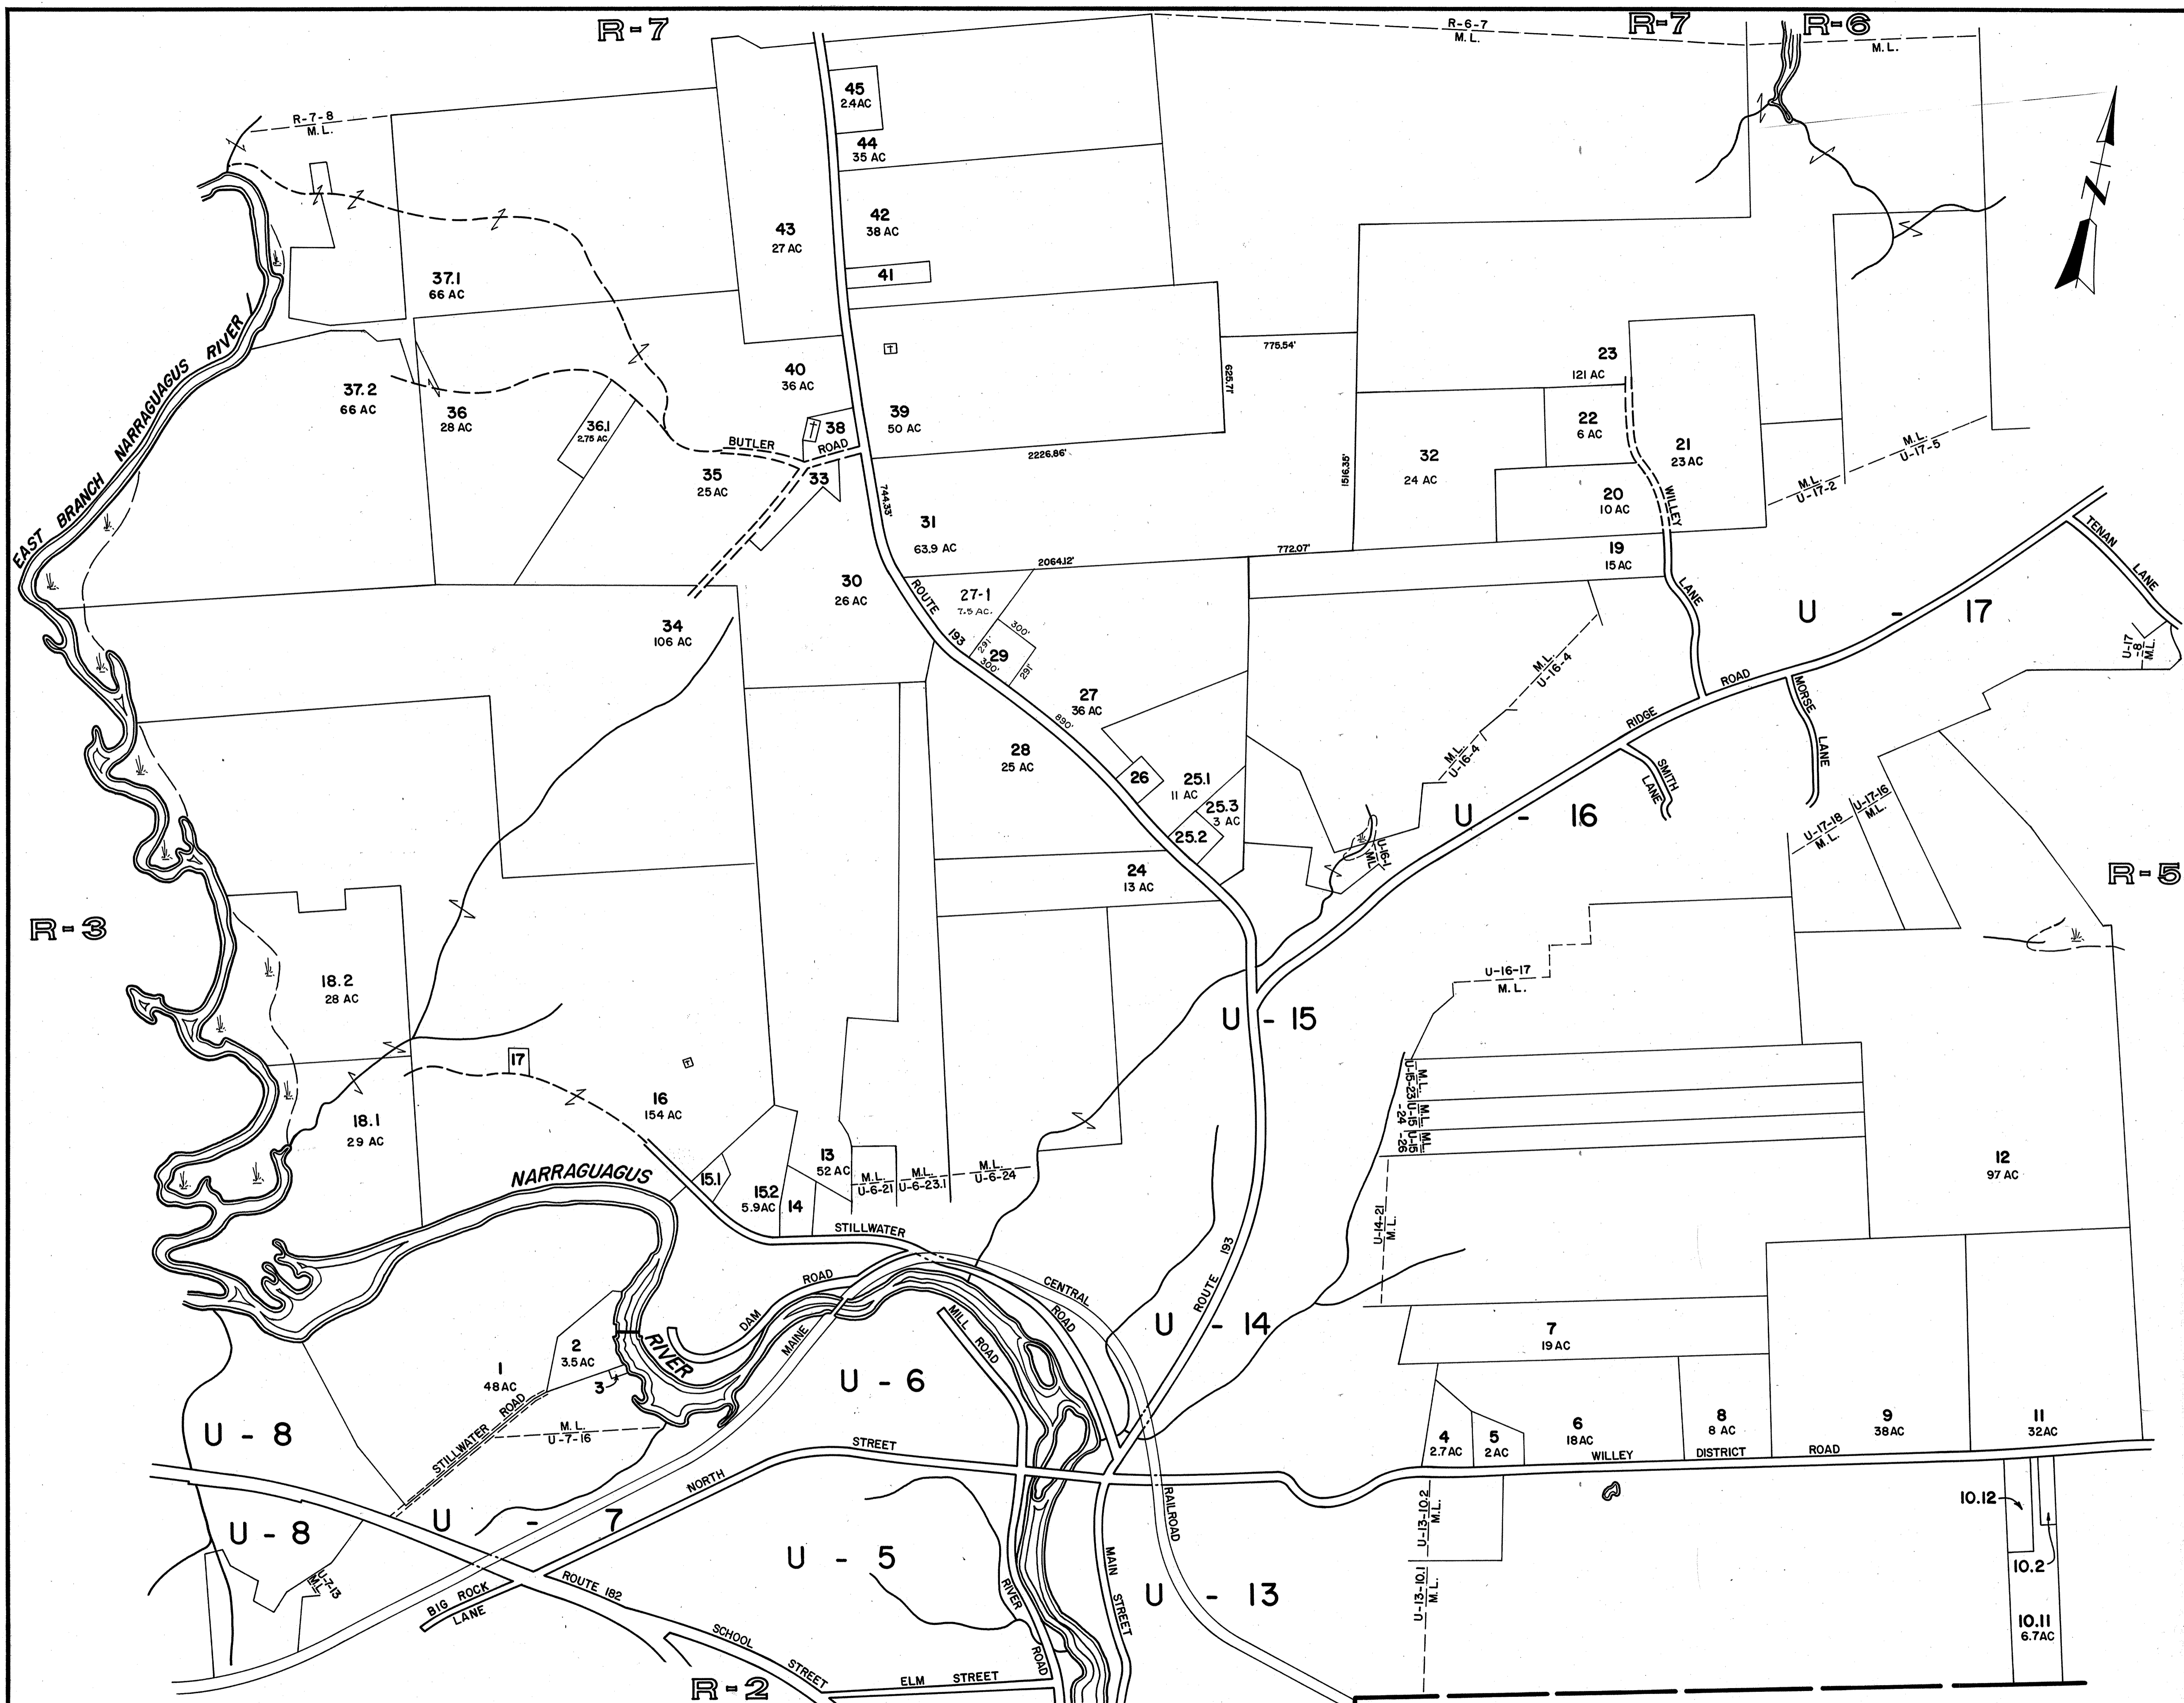 R-7
R-6-7
M.L.
R-7
R-6
M.L.
R-7-8
M.L.
45
2.4AC
44
35 AC
42
38 AC
43
27 AC
41
37.1
66 AC
N
40
36 AC
39
50 AC
38
775.54'
625.71'
23
121 AC
22
6 AC
21
23 AC
M.L.
U-17-5
M.L.
U-17-2
37.2
66 AC
36
28 AC
36.1
2.75 AC
BUTLER ROAD
35
25 AC
33
744.33'
2226.86'
1516.35'
32
24 AC
20
10 AC
WILLEY
LANE
EAST BRANCH NARRAGUAGUS RIVER
31
63.9 AC
2064.12'
772.07'
19
15 AC
TENAN
LANE
30
26 AC
27-1
7.5 AC.
ROUTE
193
300'
291'
29
300'
291'
34
106 AC
U - 17
U-17
-8
M.L.
M.L.
U-16-4
27
36 AC
890'
28
25 AC
RIDGE ROAD
MORSE
LANE
SMITH
LANE
M.L.
U-16-4
26
25.1
11 AC
25.3
3 AC
25.2
U - 16
U-16-1
ML
U-17-16
M.L.
U-17-18
M.L.
24
13 AC
R-5
R-3
18.2
28 AC
U-16-17
M.L.
U - 15
17
16
154 AC
18.1
29 AC
M.L.
U-15-23
M.L.
U-15
-24
M.L.
U-15
-26
12
97 AC
13
52 AC
M.L.
U-6-21
M.L.
U-6-23.1
M.L.
U-6-24
15.1
15.2
5.9AC
14
NARRAGUAGUS
RIVER
STILLWATER
ROAD
DAM
ROAD
MAINE
CENTRAL
RAILROAD
MILL
ROAD
ROUTE 193
U-14-21
M.L.
U - 14
7
19 AC
2
3.5 AC
1
48AC
3
STILLWATER ROAD
M.L.
U-7-16
U - 6
U - 8
4
2.7AC
5
2AC
6
18AC
8
8 AC
9
38AC
11
32AC
WILLEY DISTRICT ROAD
NORTH STREET
U - 7
U - 8
U-7-13
M.L.
U - 5
U - 13
MAIN
STREET
RIVER
ROAD
BIG ROCK
LANE
ROUTE 182
SCHOOL
STREET
ELM STREET
U-13-10.2
M.L.
U-13-10.1
M.L.
10.12
10.2
10.11
6.7AC
R-2